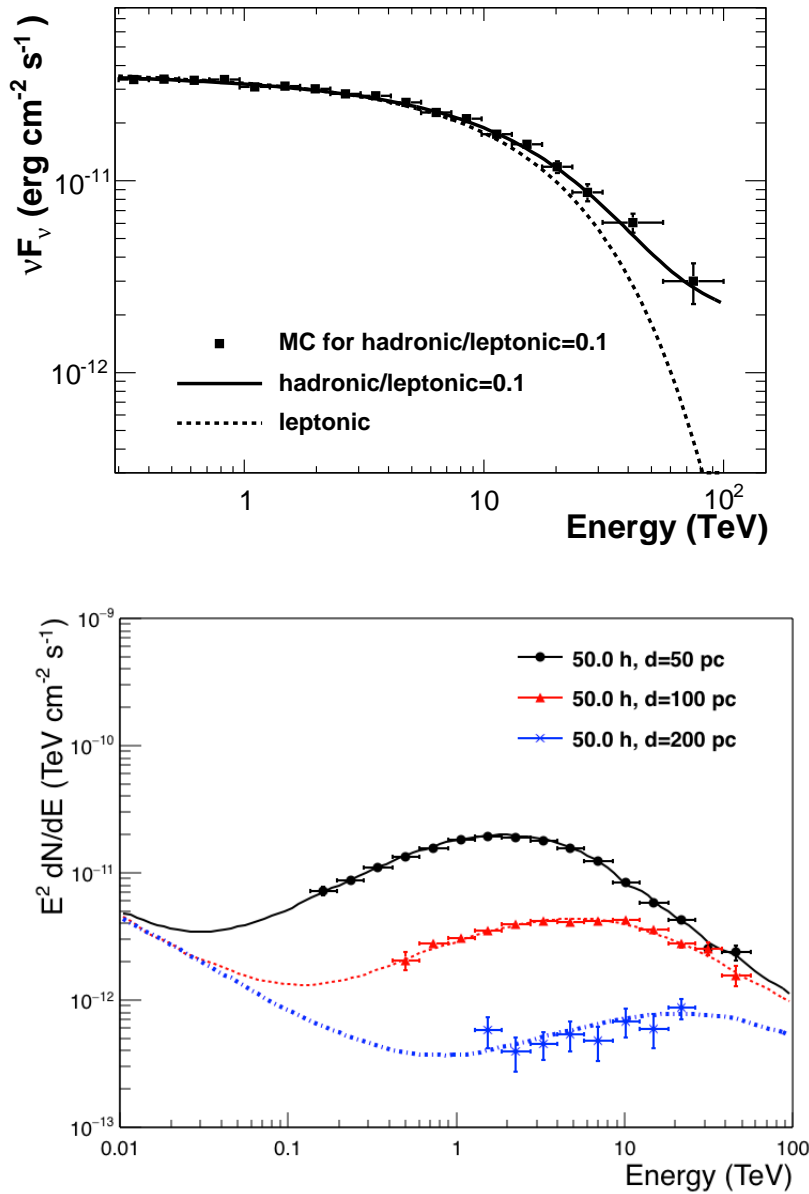 νFν (erg cm-2 s-1)
10-11
10-12
MC for hadronic/leptonic=0.1
hadronic/leptonic=0.1
leptonic
1
10
102
Energy (TeV)
E2 dN/dE (TeV cm-2 s-1)
10-9
10-10
10-11
10-12
10-13
50.0 h, d=50 pc
50.0 h, d=100 pc
50.0 h, d=200 pc
0.01
0.1
1
10
100
Energy (TeV)